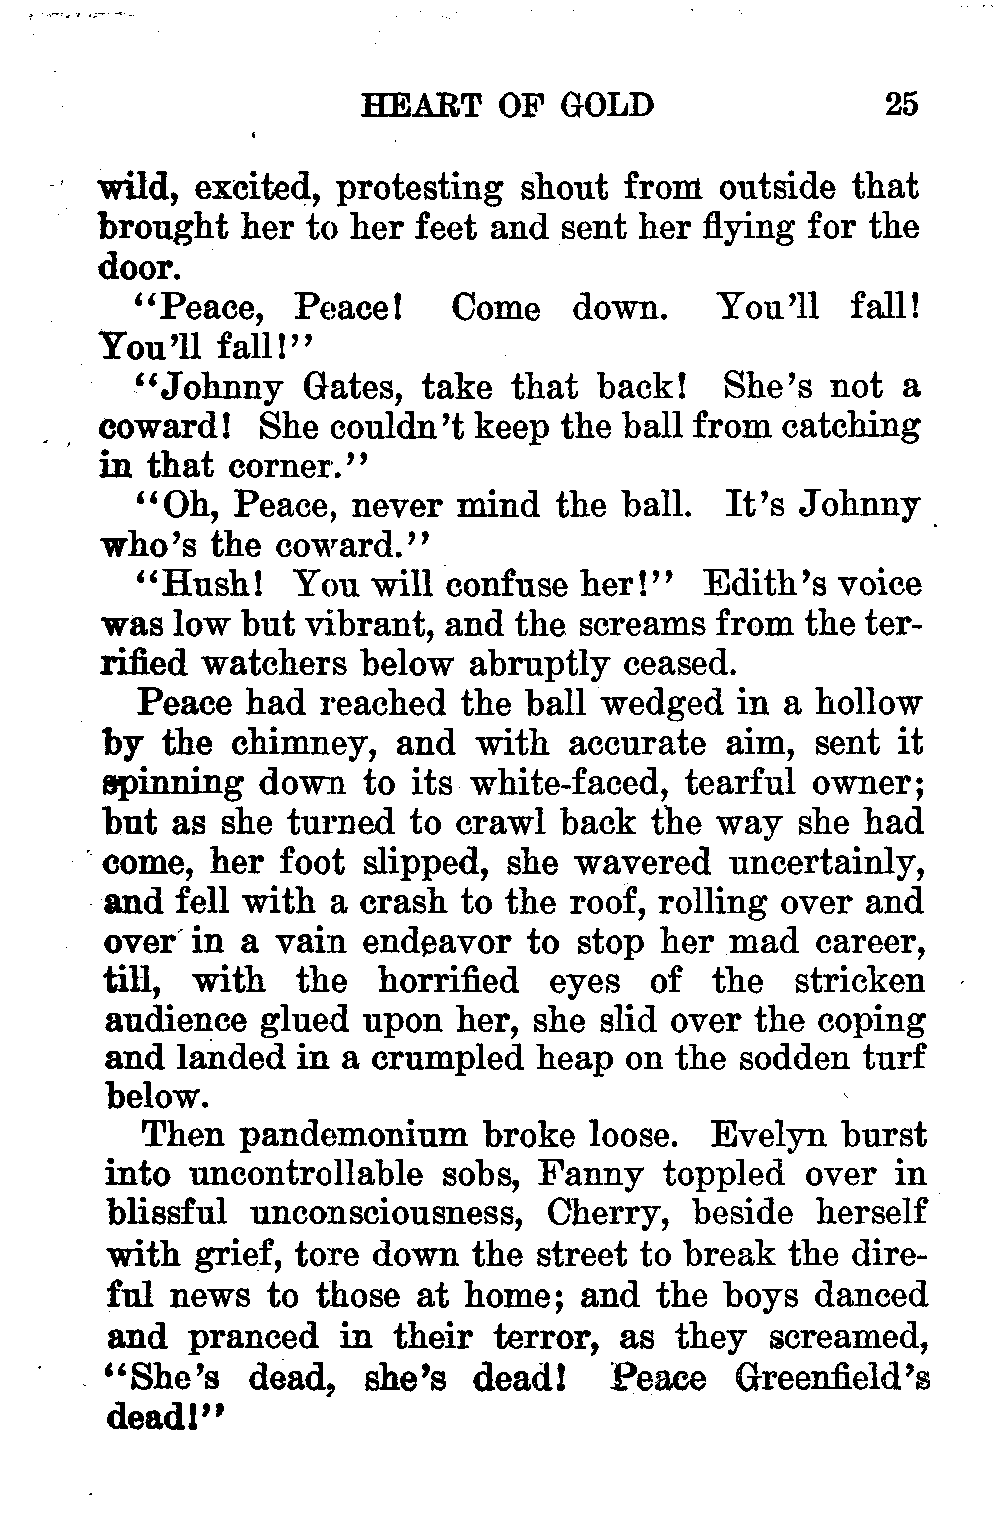 HEART OF GOLD 25
wild, excited, protesting shout from outside that
brought her to her feet and sent her flying for the
door.
"Peace, Peace! Come down. You'll fall!
You'll fall!"
"Johnny Gates, take that back! She's not a
coward! She couldn't keep the ball from catching
in that corner."
"Oh, Peace, never mind the ball. It's Johnny
who's the coward."
"Hush! You will confuse her!" Edith's voice
was low but vibrant, and the screams from the ter-
rified watchers below abruptly ceased.
Peace had reached the ball wedged in a hollow
by the chimney, and with accurate aim, sent it
spinning down to its white-faced, tearful owner;
but as she turned to crawl back the way she had
come, her foot slipped, she wavered uncertainly,
and fell with a crash to the roof, rolling over and
over in a vain endeavor to stop her mad career,
till, with the horrified eyes of the stricken
audience glued upon her, she slid over the coping
and landed in a crumpled heap on the sodden turf
below.
Then pandemonium broke loose. Evelyn burst
into uncontrollable sobs, Fanny toppled over in
blissful unconsciousness, Cherry, beside herself
with grief, tore down the street to break the dire-
ful news to those at home; and the boys danced
and pranced in their terror, as they screamed,
"She's dead, she's dead! Peace Greenfield's
dead!"